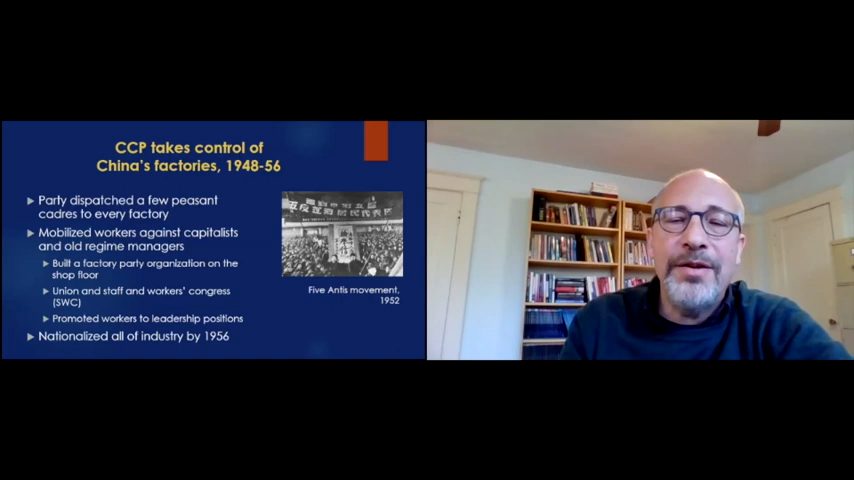 CCP takes control of
China's factories, 1948-56
Party dispatched a few peasant
cadres to every factory
Mobilized workers against capitalists
and old regime managers
Built a factory party organization on the
shop floor
Union and staff and workers' congress
(SWC)
Promoted workers to leadership positions
Nationalized all of industry by 1956
Five Antis movement,
1952